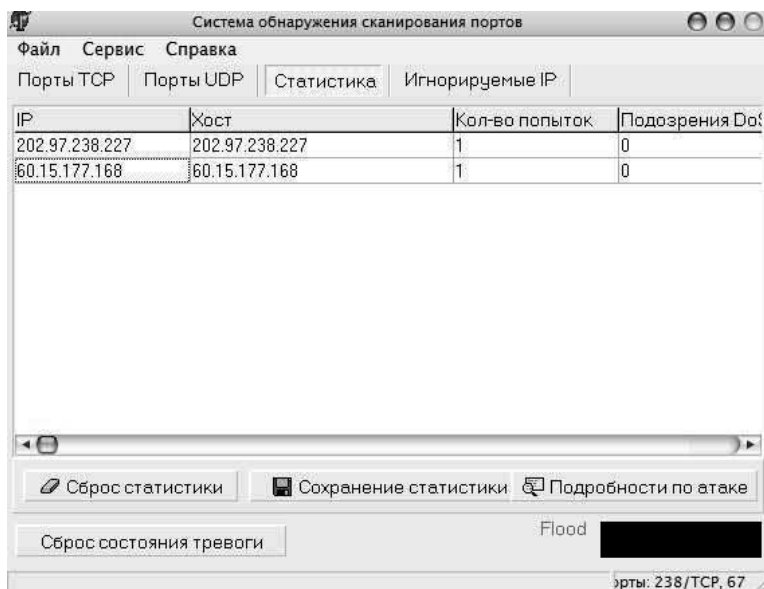 Система обнаружения сканирования портов
Файл Сервис Справка
Порты TCP Порты UDP Статистика Игнорируемые IP
IP Хост Кол-во попыток Подозрения
202.97.238.227 202.97.238.227 1 0
60.15.177.168 60.15.177.168 1 0
Сброс статистики Сохранение статистики Подробности по атаке
Сброс состояния тревоги Flood
238/TCP, 67